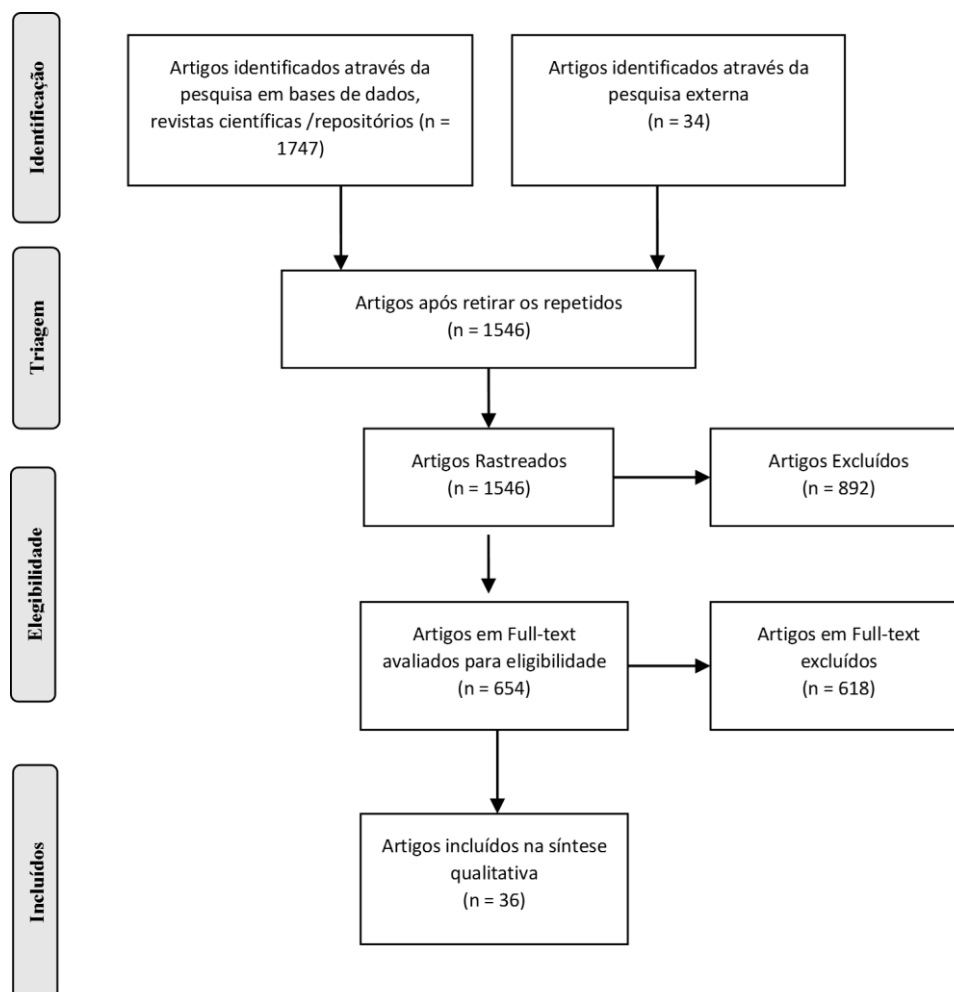 Identificação
Artigos identificados através da
pesquisa em bases de dados,
revistas científicas /repositórios (n =
1747)
Artigos identificados através da
pesquisa externa
(n = 34)
Triagem
Artigos após retirar os repetidos
(n = 1546)
Artigos Rastreados
(n = 1546)
Artigos Excluídos
(n = 892)
Elegibilidade
Artigos em Full-text
avaliados para eligibilidade
(n = 654)
Artigos em Full-text
excluídos
(n = 618)
Incluídos
Artigos incluídos na síntese
qualitativa
(n = 36)